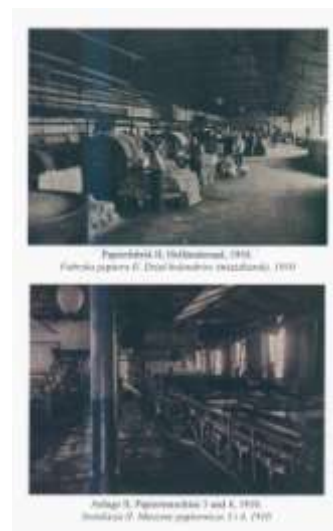 Papierfabrik II, Holländersaal, 1910.
Fabryka papieru II. Dział holendrów 1910
Anlage II, Papiermaschine 3 und 4, 1910.
Instalacja II. Maszyny papiernicze 3 i 4, 1910